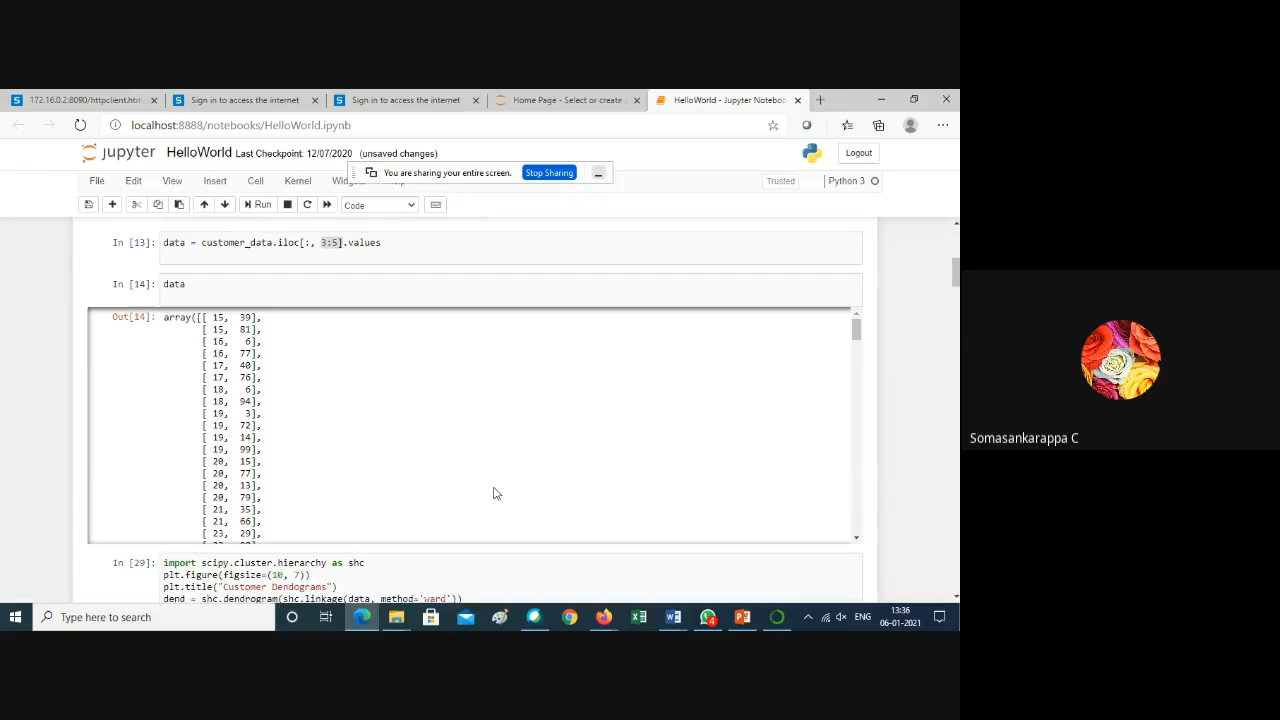 172.16.0.2:8090/httpclient.htm
Sign in to access the internet
Sign in to access the internet
Home Page - Select or create
HelloWorld - Jupyter Noteboo
localhost:8888/notebooks/HelloWorld.ipynb
jupyter HelloWorld Last Checkpoint: 12/07/2020 (unsaved changes)
Logout
You are sharing your entire screen. Stop Sharing
File Edit View Insert Cell Kernel
Trusted Python 3
Run Code
In [13]: data = customer_data.iloc[:, 3:5].values
In [14]: data
Out[14]: array([[ 15, 39],
[ 15, 81],
[ 16, 6],
[ 16, 77],
[ 17, 40],
[ 17, 76],
[ 18, 6],
[ 18, 94],
[ 19, 3],
[ 19, 72],
[ 19, 14],
[ 19, 99],
[ 20, 15],
[ 20, 77],
[ 20, 13],
[ 20, 79],
[ 21, 35],
[ 21, 66],
[ 23, 29],
In [29]: import scipy.cluster.hierarchy as shc
plt.figure(figsize=(10, 7))
plt.title("Customer Dendograms")
dend = shc.dendrogram(shc.linkage(data, method='ward'))
Type here to search
4
ENG
13:36
06-01-2021
Somasankarappa C